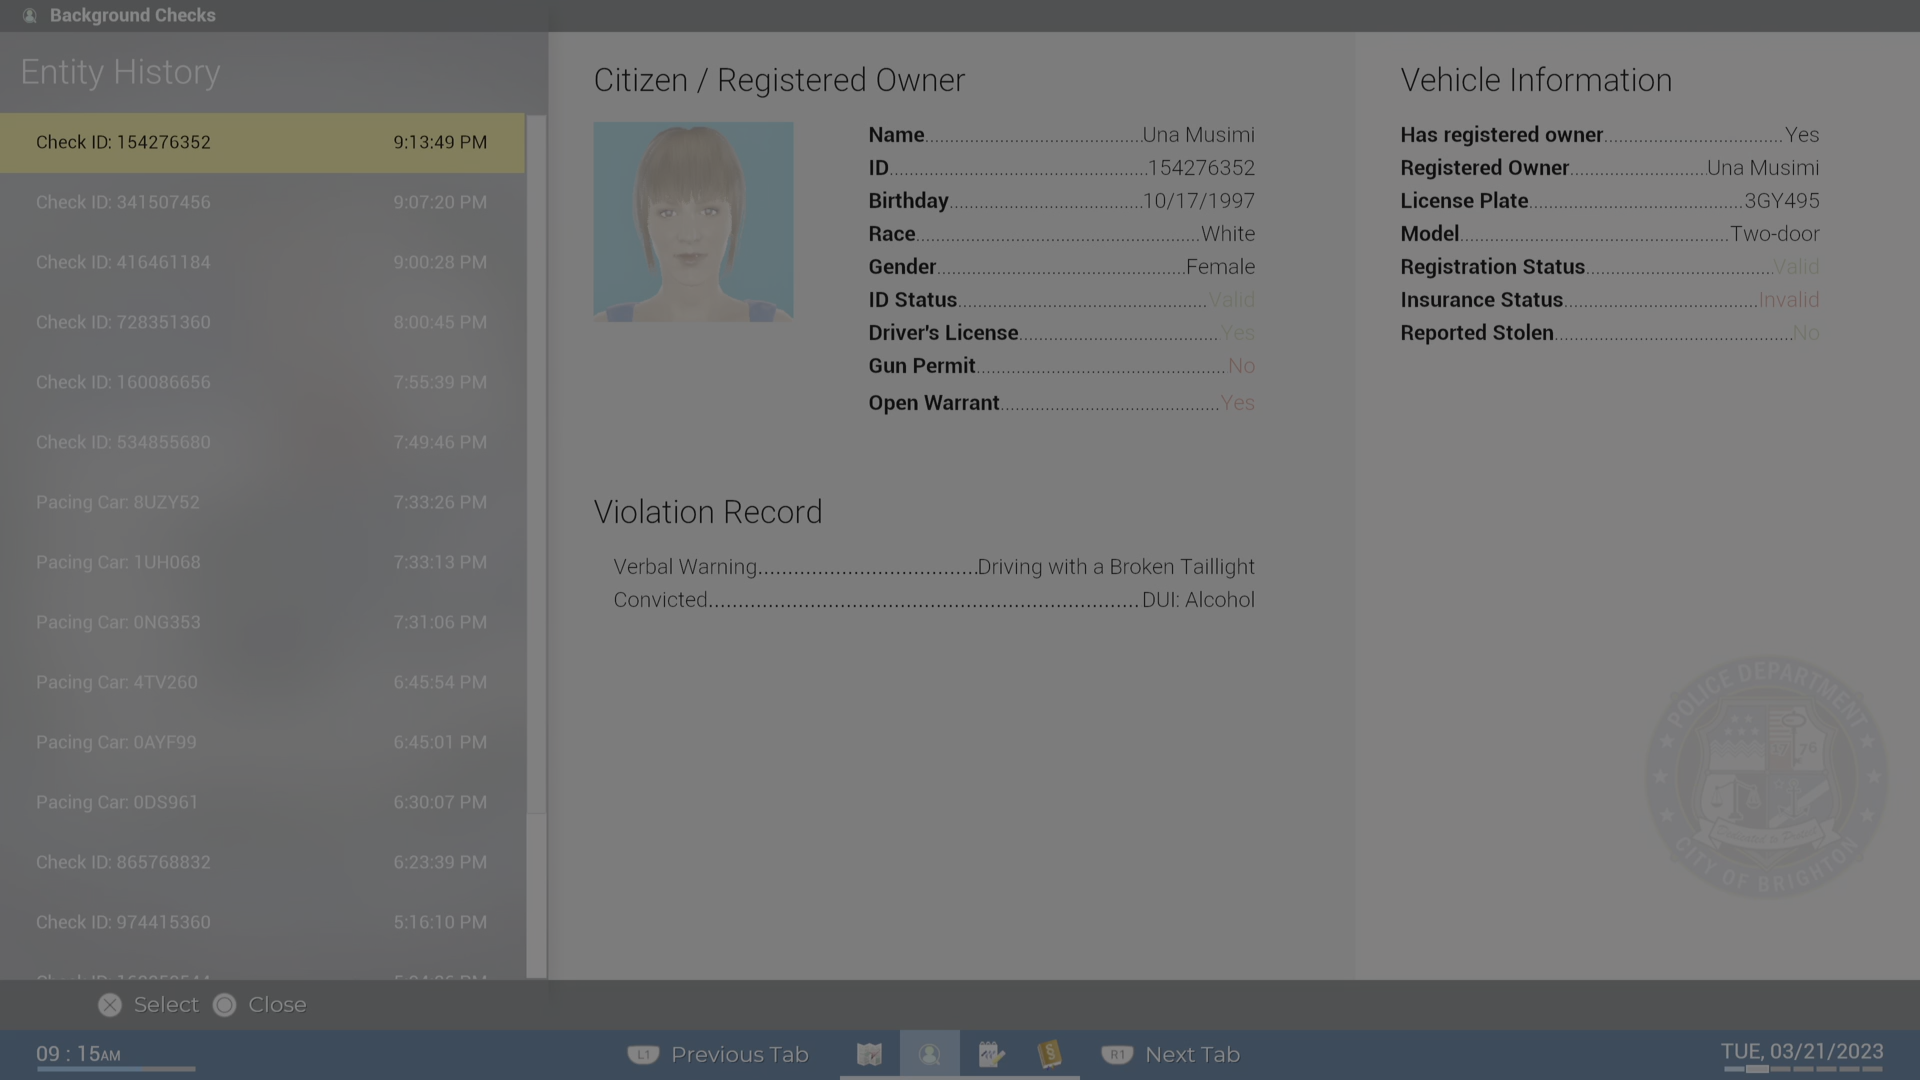 Background Checks
Entity History
Check ID: 154276352 9:13:49 PM
Check ID: 341507456 9:07:20 PM
Check ID: 416461184 9:00:28 PM
Check ID: 728351360 8:00:45 PM
Check ID: 160086656 7:55:39 PM
Check ID: 534855680 7:49:46 PM
Pacing Car: 8UZY52 7:33:26 PM
Pacing Car: 1UH068 7:33:13 PM
Pacing Car: 0NG353 7:31:06 PM
Pacing Car: 4TV260 6:45:54 PM
Pacing Car: 0AYF99 6:45:01 PM
Pacing Car: 0DS961 6:30:07 PM
Check ID: 865768832 6:23:39 PM
Check ID: 974415360 5:16:10 PM
Citizen / Registered Owner
Name Una Musimi
ID 154276352
Birthday 10/17/1997
Race White
Gender Female
ID Status Valid
Driver's License Yes
Gun Permit No
Open Warrant Yes
Violation Record
Verbal Warning Driving with a Broken Taillight
Convicted DUI: Alcohol
Vehicle Information
Has registered owner Yes
Registered Owner Una Musimi
License Plate 3GY495
Model Two-door
Registration Status Valid
Insurance Status Invalid
Reported Stolen No
POLICE DEPARTMENT
17 76
CITY OF BRIGHTON
Select Close
09 : 15AM
L1 Previous Tab
R1 Next Tab
TUE, 03/21/2023